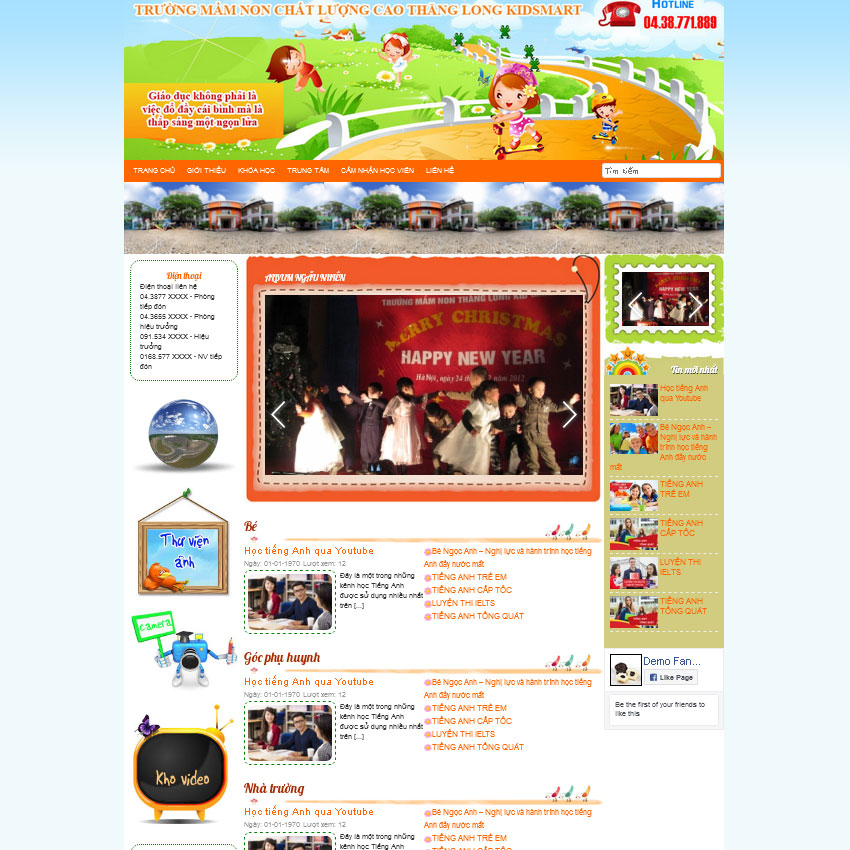 TRƯỜNG MẦM NON CHẤT LƯỢNG CAO THĂNG LONG KIDSMART
HOTLINE
04.38.771.889
Giáo dục không phải là
việc đổ đầy cái bình mà là
thắp sáng một ngọn lửa
TRANG CHỦ GIỚI THIỆU KHÓA HỌC TRUNG TÂM CẢM NHẬN HỌC VIÊN LIÊN HỆ
Tìm kiếm
Điện thoại
Điện thoại liên hệ
04.3877 XXXX - Phòng
tiếp đón
04.3655 XXXX - Phòng
hiệu trưởng
091.534 XXXX - Hiệu
trưởng
0168.577 XXXX - NV tiếp
đón
Thư viện
ảnh
Camera
Kho video
ALBUM NGẪU NHIÊN
TRƯỜNG MẦM NON THĂNG LONG KID
MERRY CHRISTMAS
HAPPY NEW YEAR
Hà Nội, ngày 24 tháng 12 năm 2012
Bé
Học tiếng Anh qua Youtube
Ngày: 01-01-1970 Lượt xem: 12
Đây là một trong những
kênh học Tiếng Anh
được sử dụng nhiều nhất
trên [...]
Bé Ngọc Anh – Nghị lực và hành trình học tiếng
Anh đầy nước mắt
TIẾNG ANH TRẺ EM
TIẾNG ANH CẤP TỐC
LUYỆN THI IELTS
TIẾNG ANH TỔNG QUÁT
Góc phụ huynh
Học tiếng Anh qua Youtube
Ngày: 01-01-1970 Lượt xem: 12
Đây là một trong những
kênh học Tiếng Anh
được sử dụng nhiều nhất
trên [...]
Bé Ngọc Anh – Nghị lực và hành trình học tiếng
Anh đầy nước mắt
TIẾNG ANH TRẺ EM
TIẾNG ANH CẤP TỐC
LUYỆN THI IELTS
TIẾNG ANH TỔNG QUÁT
Nhà trường
Học tiếng Anh qua Youtube
Ngày: 01-01-1970 Lượt xem: 12
Đây là một trong những
kênh học Tiếng Anh
Bé Ngọc Anh – Nghị lực và hành trình học tiếng
Anh đầy nước mắt
TIẾNG ANH TRẺ EM
TIẾNG ANH CẤP TỐC
MERRY CHRISTMAS
HAPPY NEW YEAR
Tin mới nhất
Học tiếng Anh
qua Youtube
Bé Ngọc Anh –
Nghị lực và hành
trình học tiếng
Anh đầy nước
mắt
TIẾNG ANH
TRẺ EM
TIẾNG ANH
CẤP TỐC
LUYỆN THI
IELTS
TIẾNG ANH
TỔNG QUÁT
Demo Fan...
Like Page
Be the first of your friends to
like this